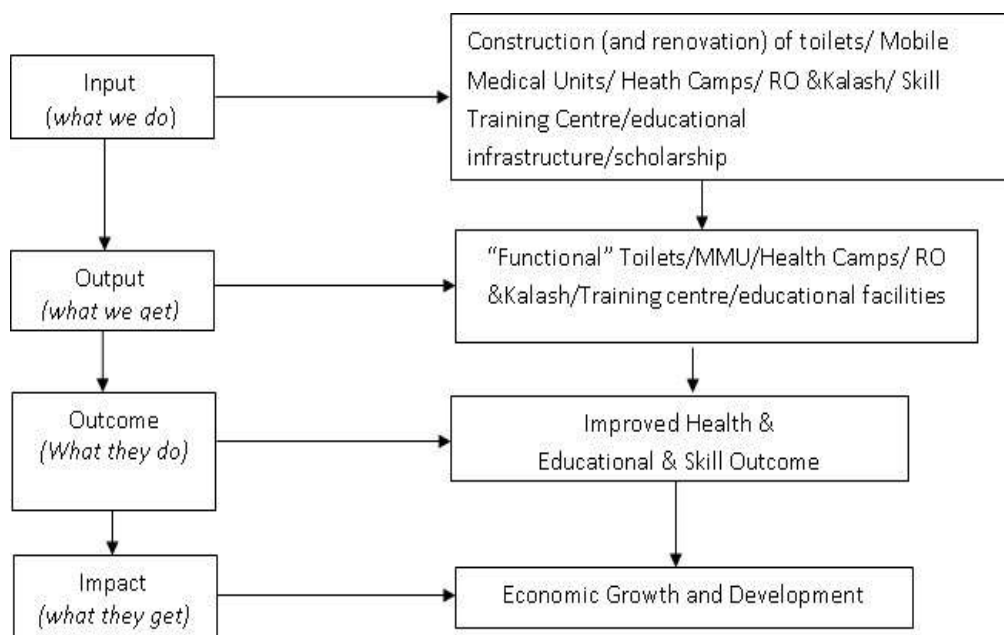 Input
(what we do)
Construction (and renovation) of toilets/ Mobile
Medical Units/ Heath Camps/ RO &Kalash/ Skill
Training Centre/educational
infrastructure/scholarship
Output
(what we get)
“Functional” Toilets/MMU/Health Camps/ RO
&Kalash/Training centre/educational facilities
Outcome
(What they do)
Improved Health &
Educational & Skill Outcome
Impact
(what they get)
Economic Growth and Development